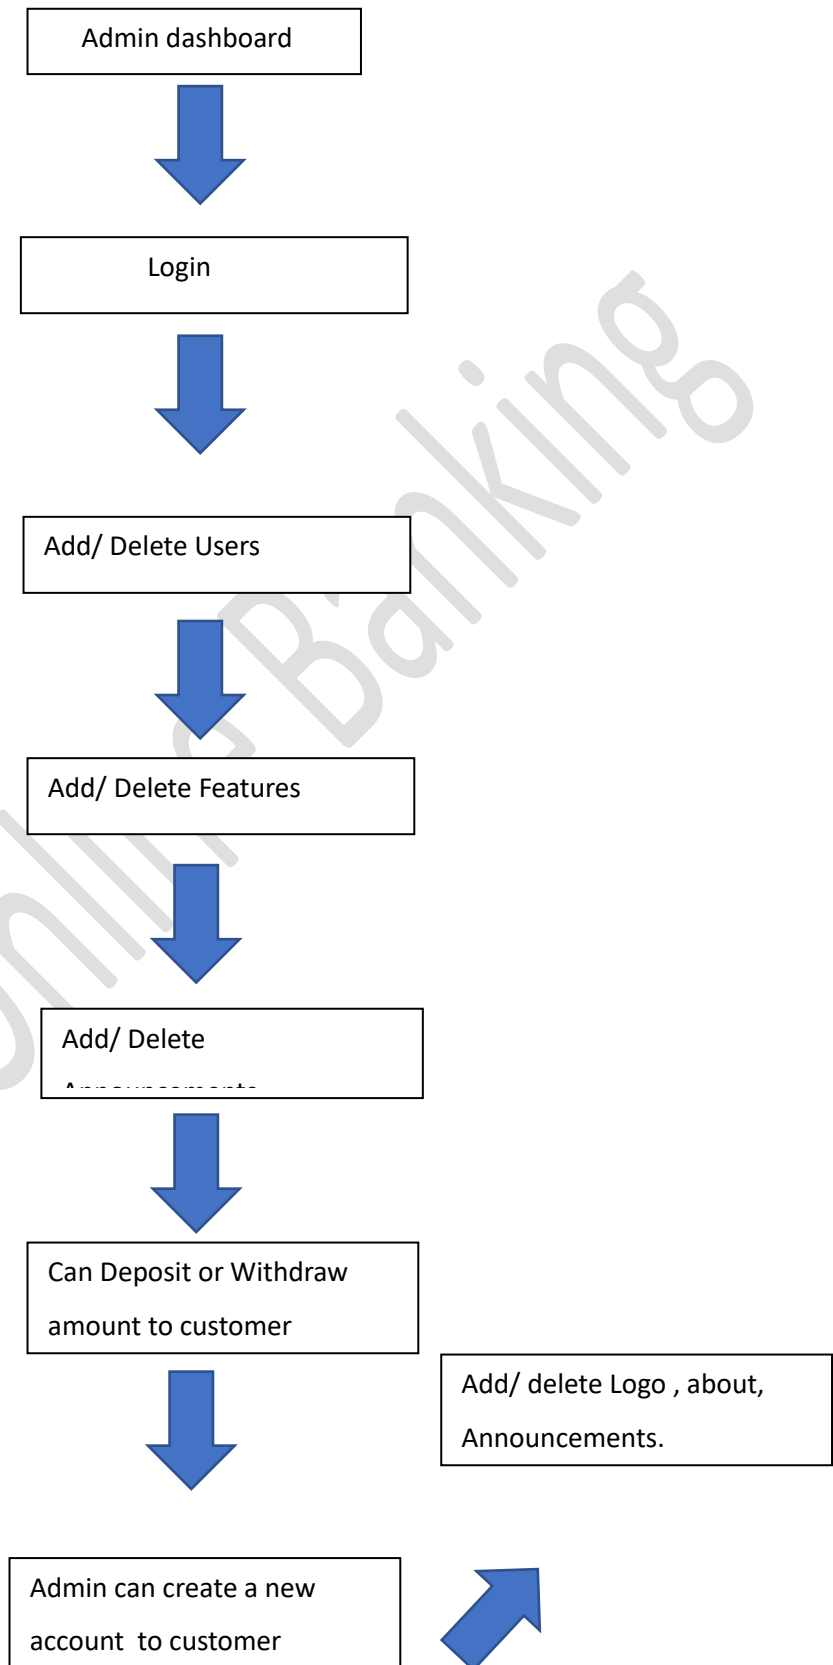 Admin dashboard
Login
Add/ Delete Users
Add/ Delete Features
Add/ Delete
Can Deposit or Withdraw
amount to customer
Add/ delete Logo , about,
Announcements.
Admin can create a new
account to customer
Banking